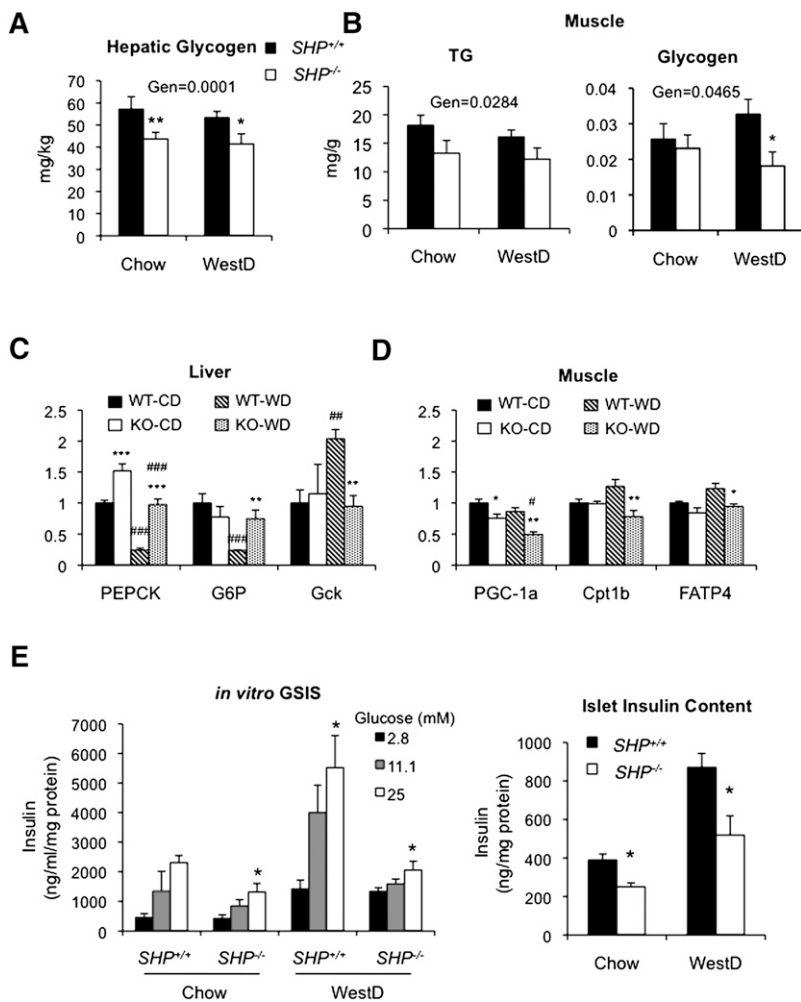 A
Hepatic Glycogen
SHP+/+
SHP-/-
Gen=0.0001
70
60
50
40
30
20
10
0
mg/kg
**
*
Chow
WestD
B
Muscle
TG
Gen=0.0284
25
20
15
10
5
0
mg/g
Chow
WestD
Glycogen
Gen=0.0465
0.04
0.03
0.02
0.01
0
*
Chow
WestD
C
Liver
WT-CD
WT-WD
KO-CD
KO-WD
2.5
2
1.5
1
0.5
0
***
###
###
***
###
**
##
**
PEPCK
G6P
Gck
D
Muscle
WT-CD
WT-WD
KO-CD
KO-WD
2.5
2
1.5
1
0.5
0
*
#
**
**
*
PGC-1a
Cpt1b
FATP4
E
in vitro GSIS
Glucose (mM)
2.8
11.1
25
7000
6000
5000
4000
3000
2000
1000
0
Insulin
(ng/ml/mg protein)
*
*
*
SHP+/+
SHP-/-
SHP+/+
SHP-/-
Chow
WestD
Islet Insulin Content
SHP+/+
SHP-/-
1000
800
600
400
200
0
Insulin
(ng/mg protein)
*
*
Chow
WestD